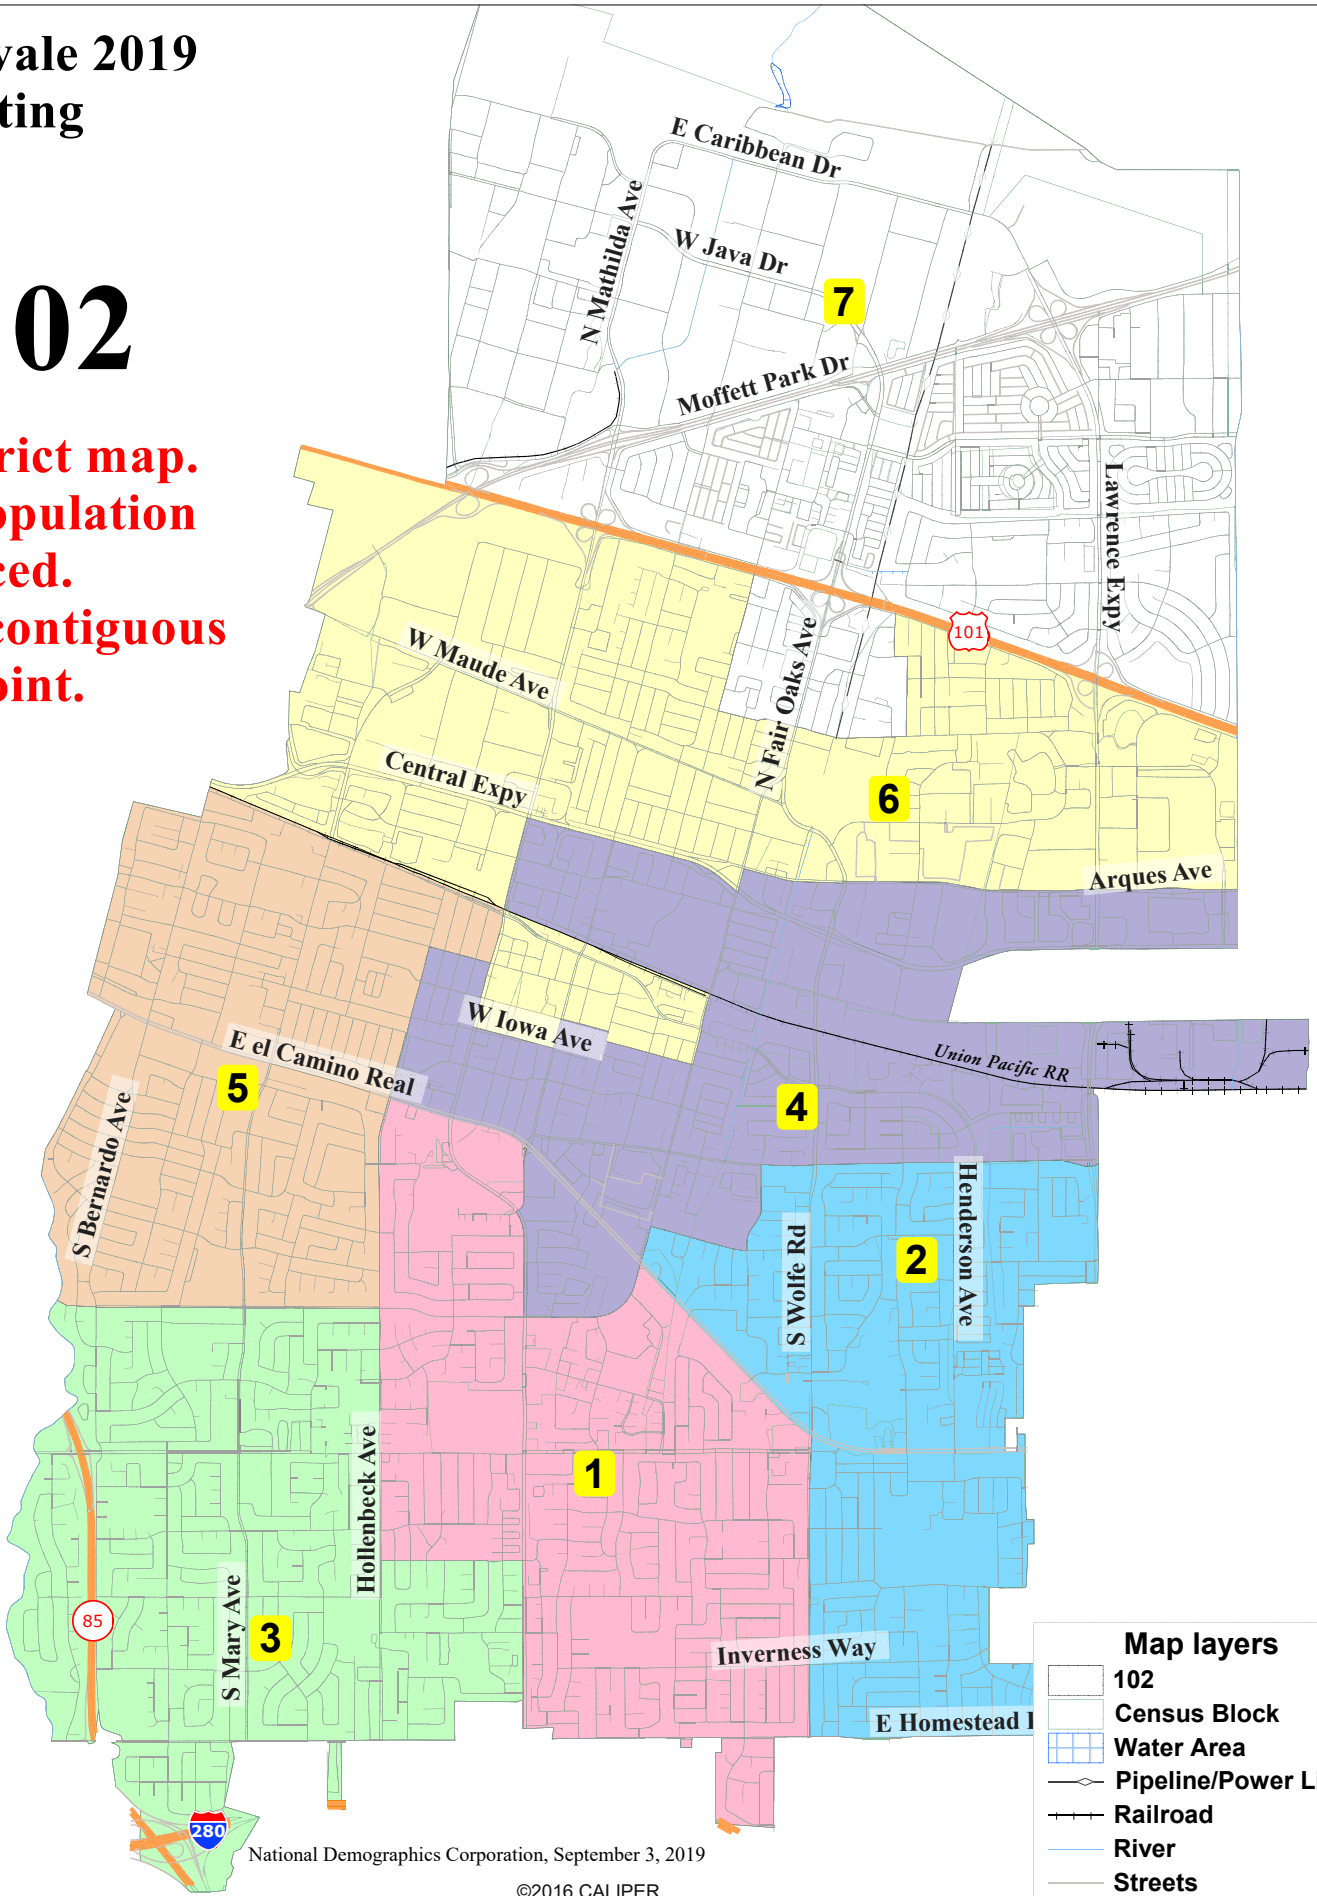 vale 2019
ting
02
rict map.
opulation
ced.
contiguous
oint.
E Caribbean Dr
N Mathilda Ave
W Java Dr
7
Moffett Park Dr
Lawrence Expy
101
W Maude Ave
N Fair Oaks Ave
Central Expy
6
Arques Ave
W Iowa Ave
E el Camino Real
Union Pacific RR
5
4
S Bernardo Ave
Henderson Ave
S Wolfe Rd
2
Hollenbeck Ave
1
S Mary Ave
85
3
Inverness Way
E Homestead
280
Map layers
102
Census Block
Water Area
Pipeline/Power Li
Railroad
River
Streets
National Demographics Corporation, September 3, 2019
©2016 CALIPER